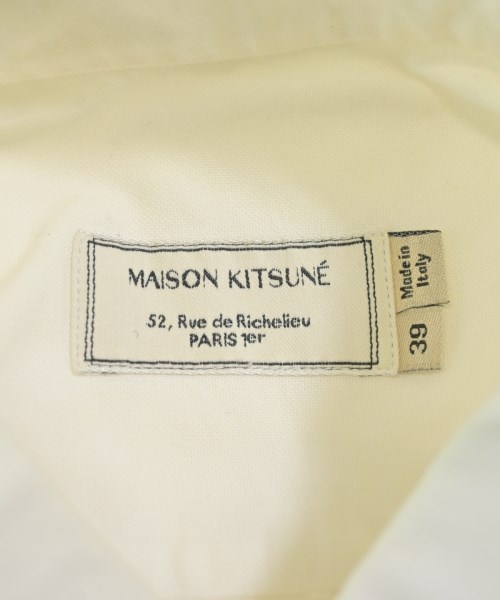 MAISON KITSUNÉ
52, Rue de Richelieu
PARIS 1er
Made in
Italy
39